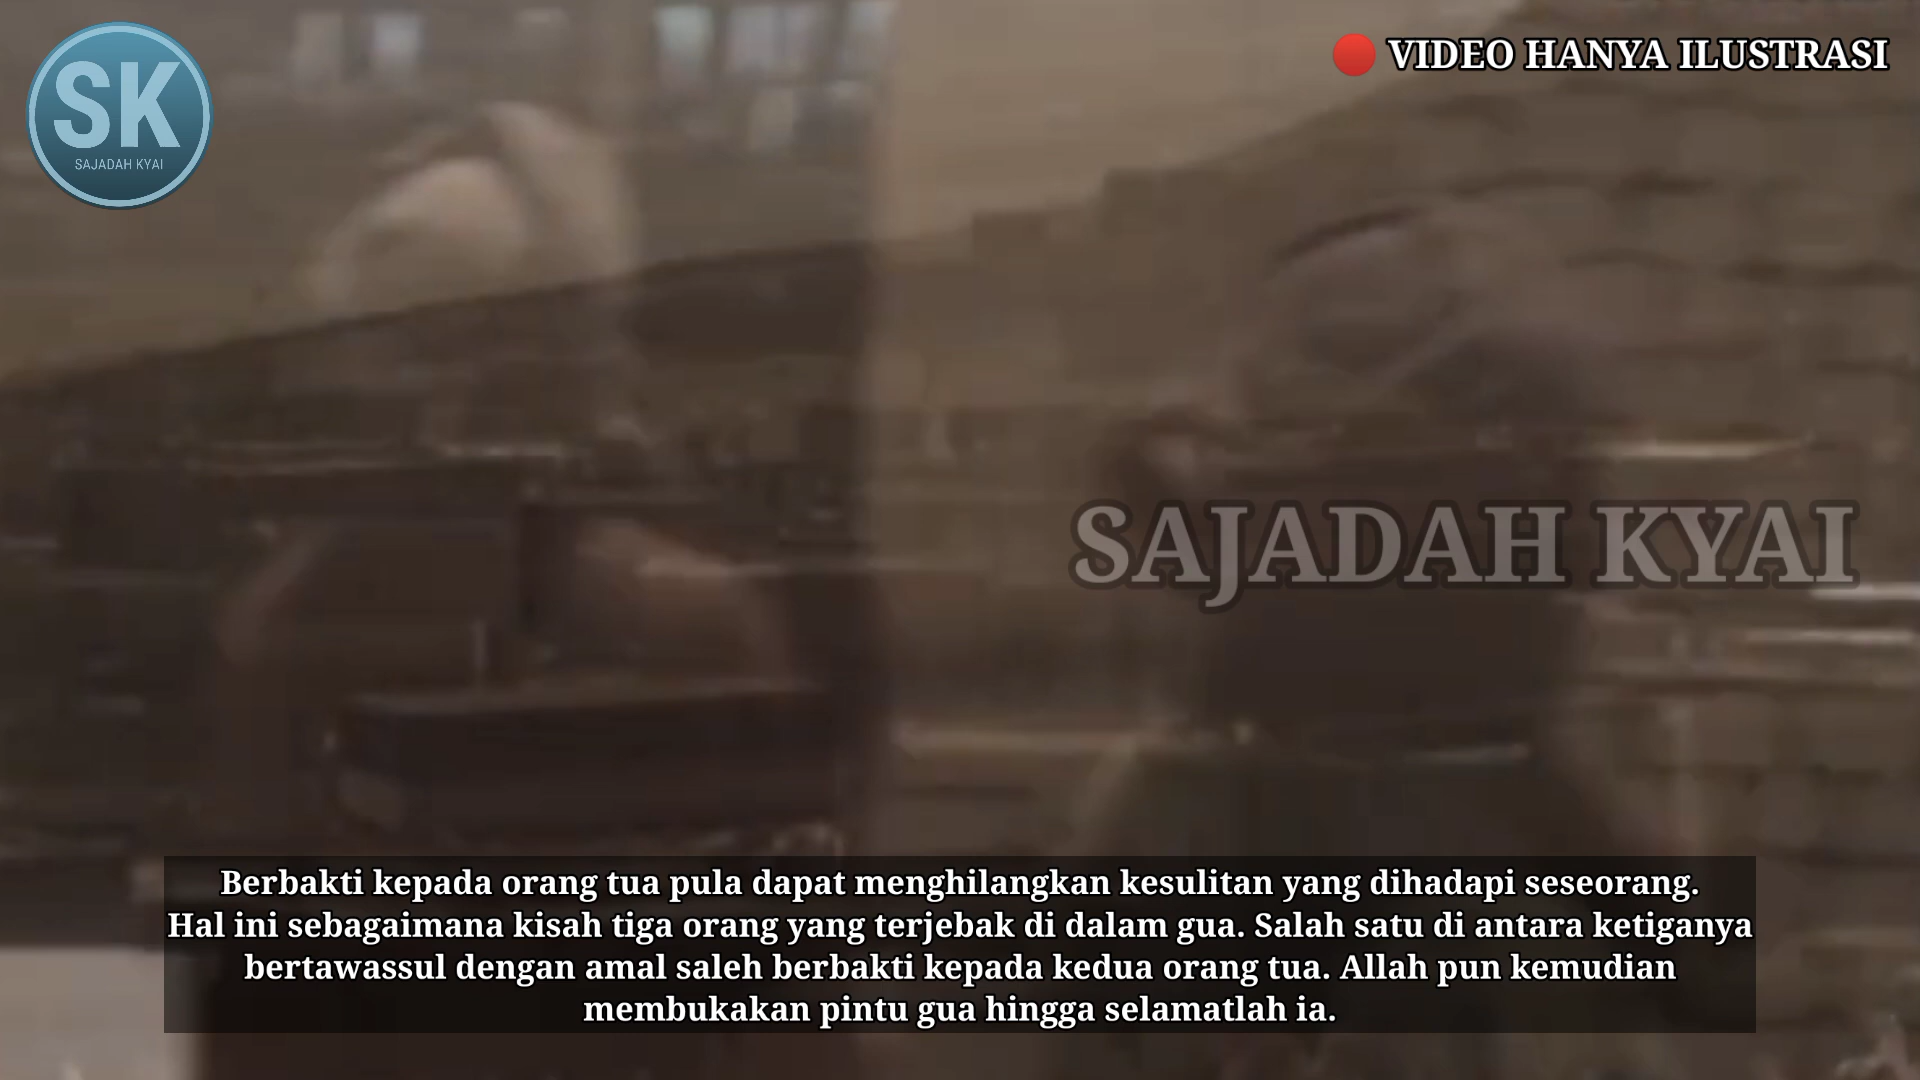 SK
SAJADAH KYAI
VIDEO HANYA ILUSTRASI
SAJADAH KYAI
Berbakti kepada orang tua pula dapat menghilangkan kesulitan yang dihadapi seseorang.
Hal ini sebagaimana kisah tiga orang yang terjebak di dalam gua. Salah satu di antara ketiganya
bertawassul dengan amal saleh berbakti kepada kedua orang tua. Allah pun kemudian
membukakan pintu gua hingga selamatlah ia.